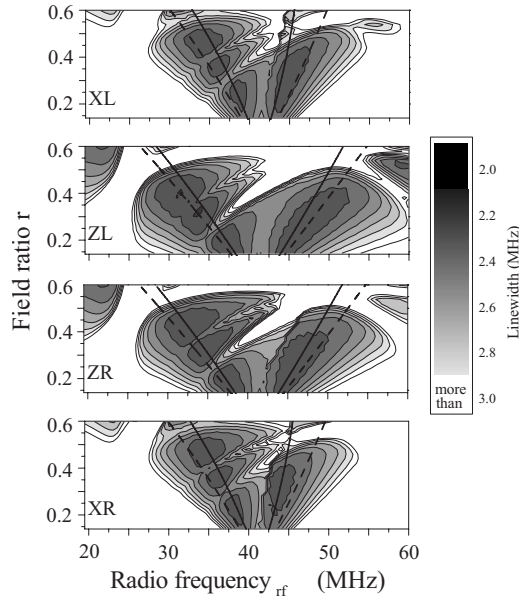 0.6
0.4
0.2
XL
0.6
0.4
0.2
ZL
0.6
0.4
0.2
ZR
0.6
0.4
0.2
XR
Field ratio r
20 30 40 50 60
Radio frequency rf (MHz)
2.0
2.2
2.4
2.6
2.8
3.0
more
than
Linewidth (MHz)